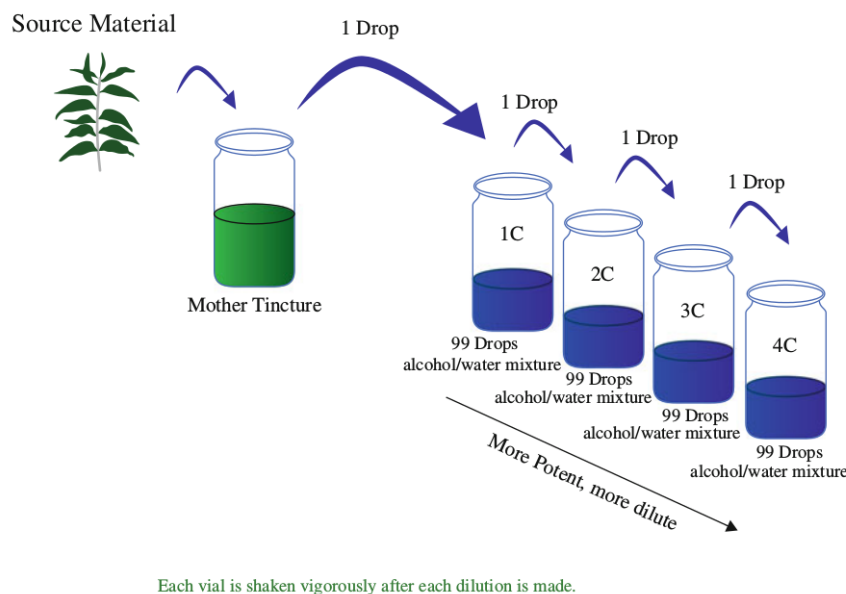 Source Material
1 Drop
1 Drop
1 Drop
1 Drop
Mother Tincture
1C
2C
3C
4C
99 Drops
alcohol/water mixture
99 Drops
alcohol/water mixture
99 Drops
alcohol/water mixture
99 Drops
alcohol/water mixture
More Potent, more dilute
Each vial is shaken vigorously after each dilution is made.